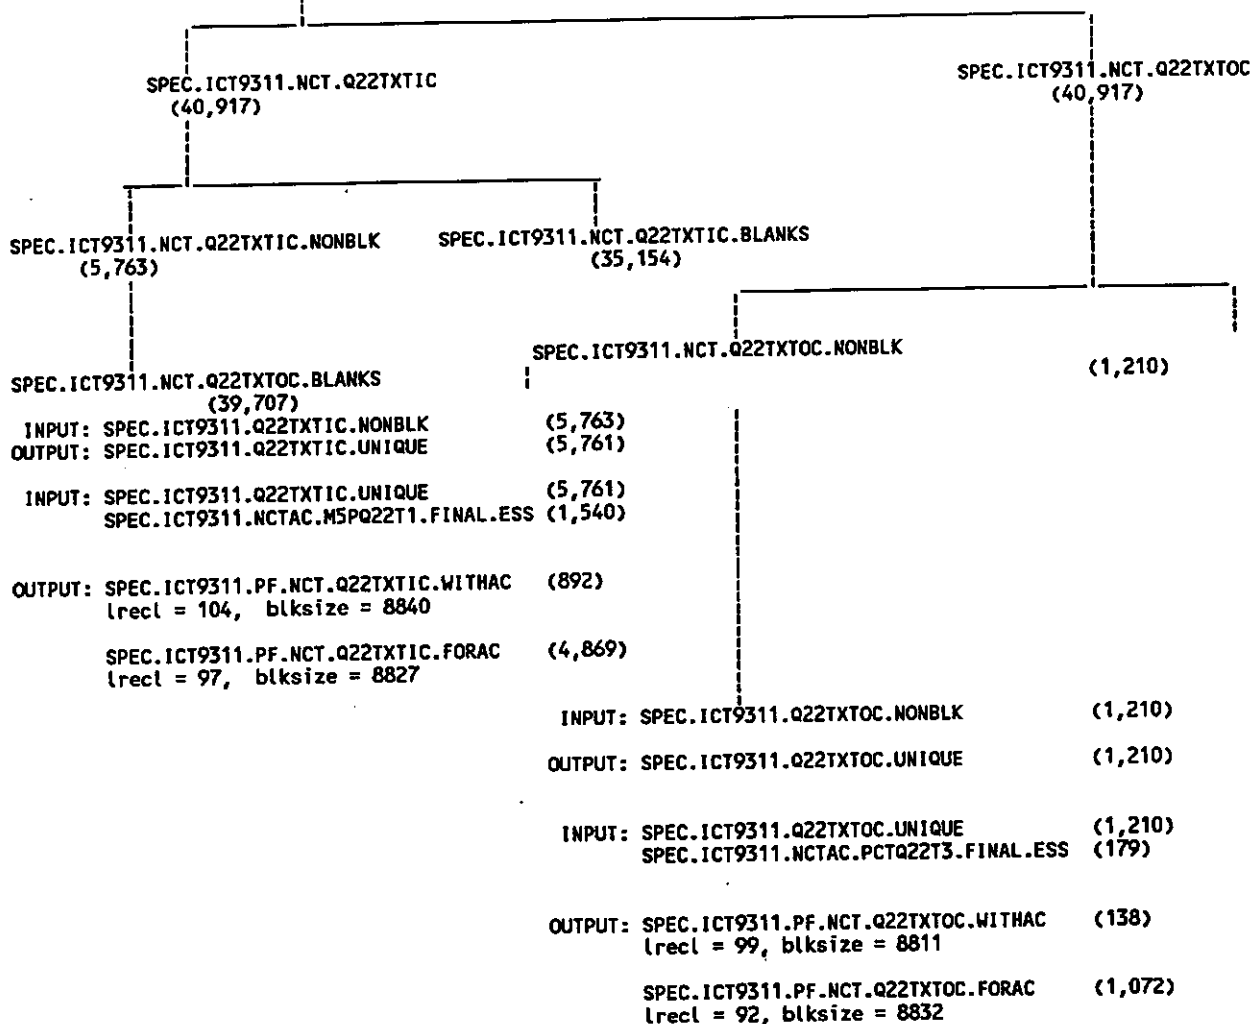 SPEC.ICT9311.NCT.Q22TXTIC SPEC.ICT9311.NCT.Q22TXTOC
(40,917) (40,917)
SPEC.ICT9311.NCT.Q22TXTIC.NONBLK SPEC.ICT9311.NCT.Q22TXTIC.BLANKS
(5,763) (35,154)
SPEC.ICT9311.NCT.Q22TXTOC.NONBLK
(1,210)
SPEC.ICT9311.NCT.Q22TXTOC.BLANKS
(39,707)
INPUT: SPEC.ICT9311.Q22TXTIC.NONBLK (5,763)
OUTPUT: SPEC.ICT9311.Q22TXTIC.UNIQUE (5,761)
INPUT: SPEC.ICT9311.Q22TXTIC.UNIQUE (5,761)
SPEC.ICT9311.NCTAC.M5PQ22T1.FINAL.ESS (1,540)
OUTPUT: SPEC.ICT9311.PF.NCT.Q22TXTIC.WITHAC (892)
lrecl = 104, blksize = 8840
SPEC.ICT9311.PF.NCT.Q22TXTIC.FORAC (4,869)
lrecl = 97, blksize = 8827
INPUT: SPEC.ICT9311.Q22TXTOC.NONBLK (1,210)
OUTPUT: SPEC.ICT9311.Q22TXTOC.UNIQUE (1,210)
INPUT: SPEC.ICT9311.Q22TXTOC.UNIQUE (1,210)
SPEC.ICT9311.NCTAC.PCTQ22T3.FINAL.ESS (179)
OUTPUT: SPEC.ICT9311.PF.NCT.Q22TXTOC.WITHAC (138)
lrecl = 99, blksize = 8811
SPEC.ICT9311.PF.NCT.Q22TXTOC.FORAC (1,072)
lrecl = 92, blksize = 8832